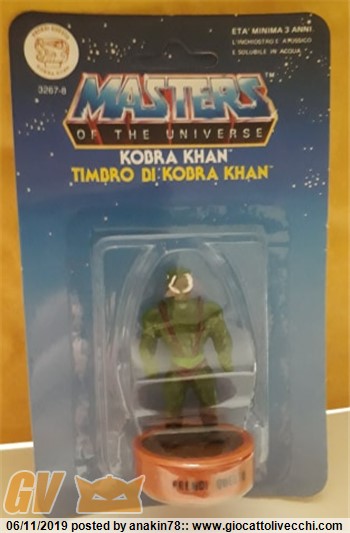 ETA' MINIMA 3 ANNI
L'INCHIOSTRO E' ATOSSICO
E SOLUBILE IN ACQUA
3267-8
MASTERS™
OF THE UNIVERSE
KOBRA KHAN™
TIMBRO DI KOBRA KHAN™
GV
06/11/2019 posted by anakin78:: www.giocattolivecchi.com